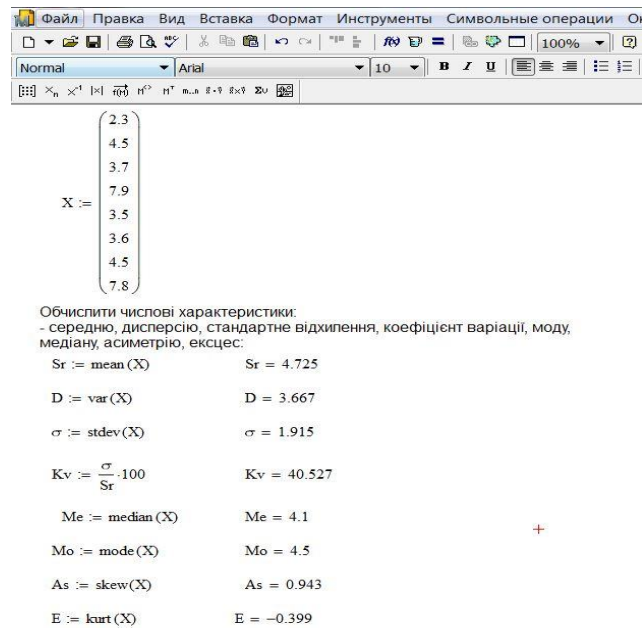 Файл Правка Вид Вставка Формат Инструменты Символьные операции
100%
Normal Arial 10 B I U
X := 2.3
4.5
3.7
7.9
3.5
3.6
4.5
7.8
Обчислити числові характеристики:
- середню, дисперсію, стандартне відхилення, коефіцієнт варіації, моду,
медіану, асиметрію, ексцес:
Sr := mean(X) Sr = 4.725
D := var(X) D = 3.667
σ := stdev(X) σ = 1.915
Kv := σ/Sr ·100 Kv = 40.527
Me := median(X) Me = 4.1
Mo := mode(X) Mo = 4.5
As := skew(X) As = 0.943
E := kurt(X) E = −0.399